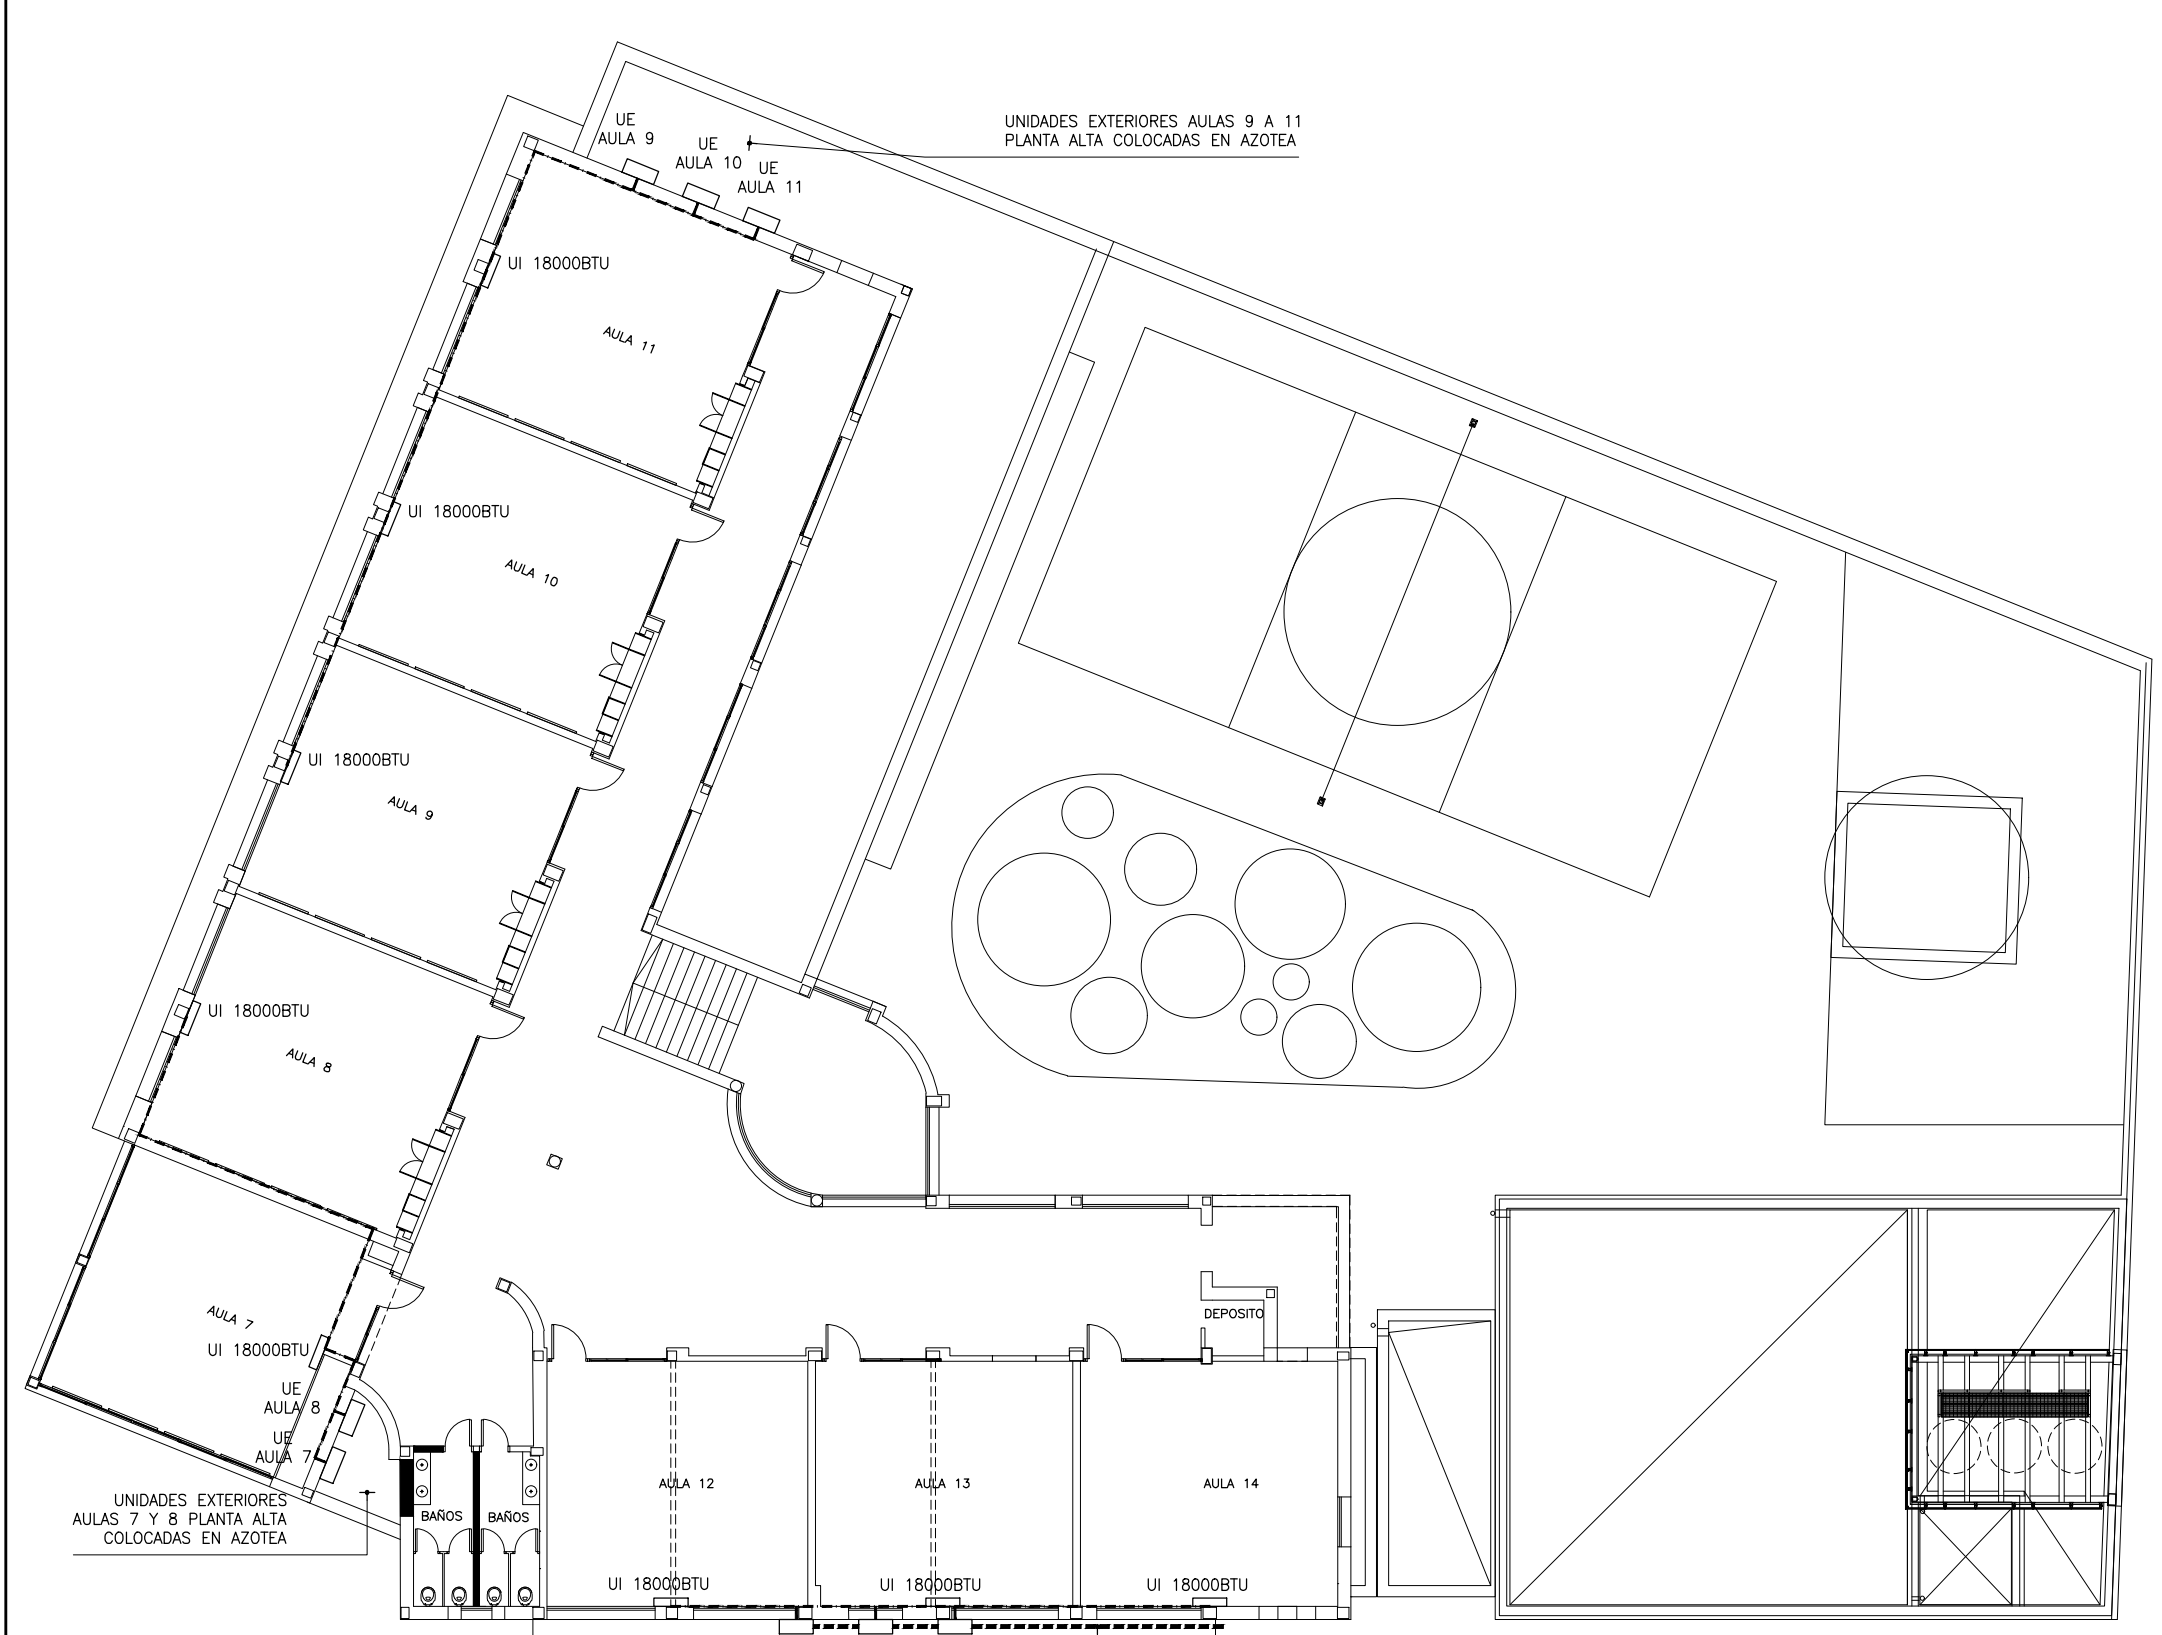 UNIDADES EXTERIORES AULAS 9 A 11
PLANTA ALTA COLOCADAS EN AZOTEA
UE
AULA 9
UE
AULA 10
UE
AULA 11
UI 18000BTU
AULA 11
UI 18000BTU
AULA 10
UI 18000BTU
AULA 9
UI 18000BTU
AULA 8
AULA 7
UI 18000BTU
UE
AULA 8
UE
AULA 7
UNIDADES EXTERIORES
AULAS 7 Y 8 PLANTA ALTA
COLOCADAS EN AZOTEA
DEPOSITO
BAÑOS
BAÑOS
AULA 12
AULA 13
AULA 14
UI 18000BTU
UI 18000BTU
UI 18000BTU